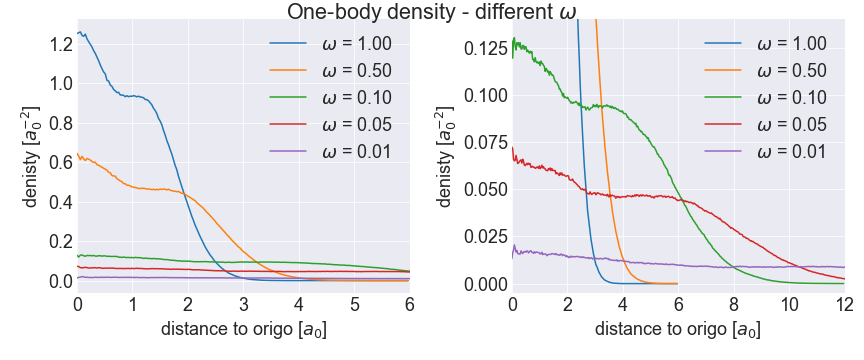 One-body density - different ω
1.2
1.0
0.8
0.6
0.4
0.2
0.0
denisty [a₀⁻²]
0 1 2 3 4 5 6
distance to origo [a₀]
ω = 1.00
ω = 0.50
ω = 0.10
ω = 0.05
ω = 0.01
0.125
0.100
0.075
0.050
0.025
0.000
denisty [a₀⁻²]
0 2 4 6 8 10 12
distance to origo [a₀]
ω = 1.00
ω = 0.50
ω = 0.10
ω = 0.05
ω = 0.01